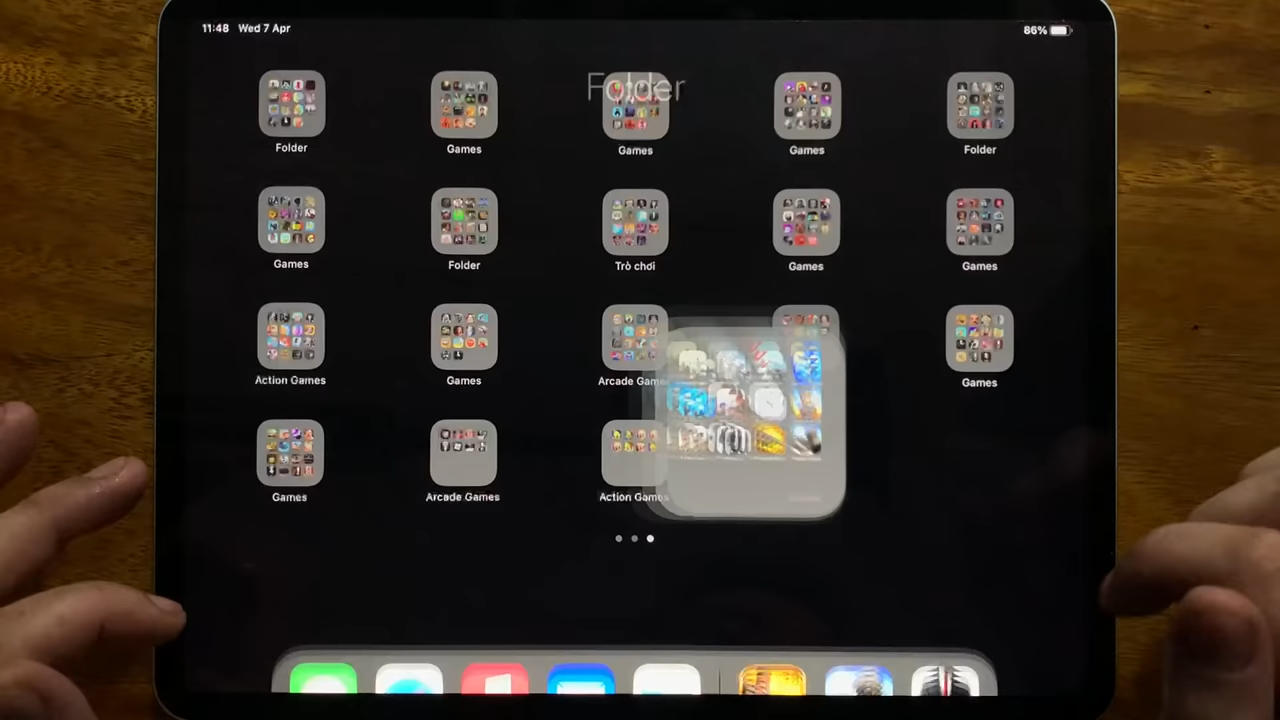 11:48 Wed 7 Apr 86%
Folder
Folder Games Games Games Folder
Games Folder Trò chơi Games Games
Action Games Games Arcade Game Games
Games Arcade Games Action Games